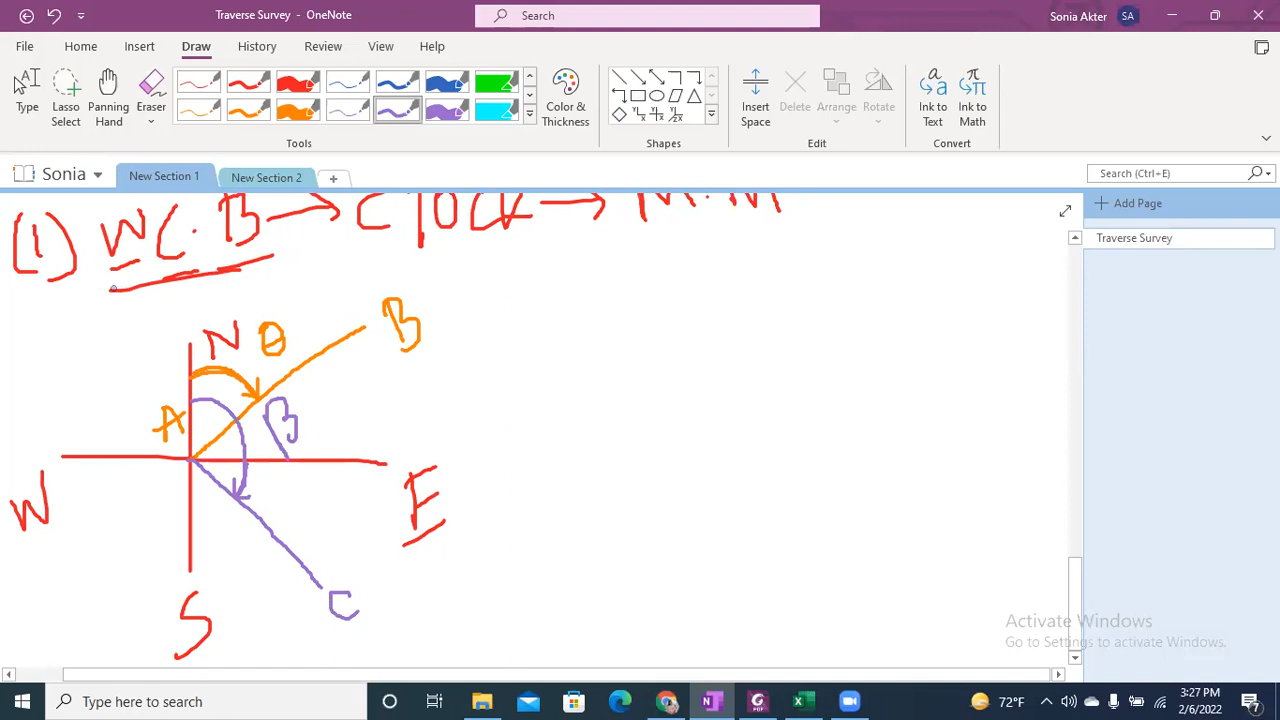 Traverse Survey - OneNote
Search
Sonia Akter SA
File Home Insert Draw History Review View Help
Type
Lasso Select
Panning Hand
Eraser
Color & Thickness
Insert Space
Delete
Arrange
Rotate
Ink to Text
Ink to Math
Tools
Shapes
Edit
Convert
Sonia
New Section 1
New Section 2
Search (Ctrl+E)
Add Page
Traverse Survey
(1) W.C.B → Clock → M.M
N θ B
A β
W E
C
S
Activate Windows
Go to Settings to activate Windows.
Type here to search
72°F
3:27 PM
2/6/2022
7